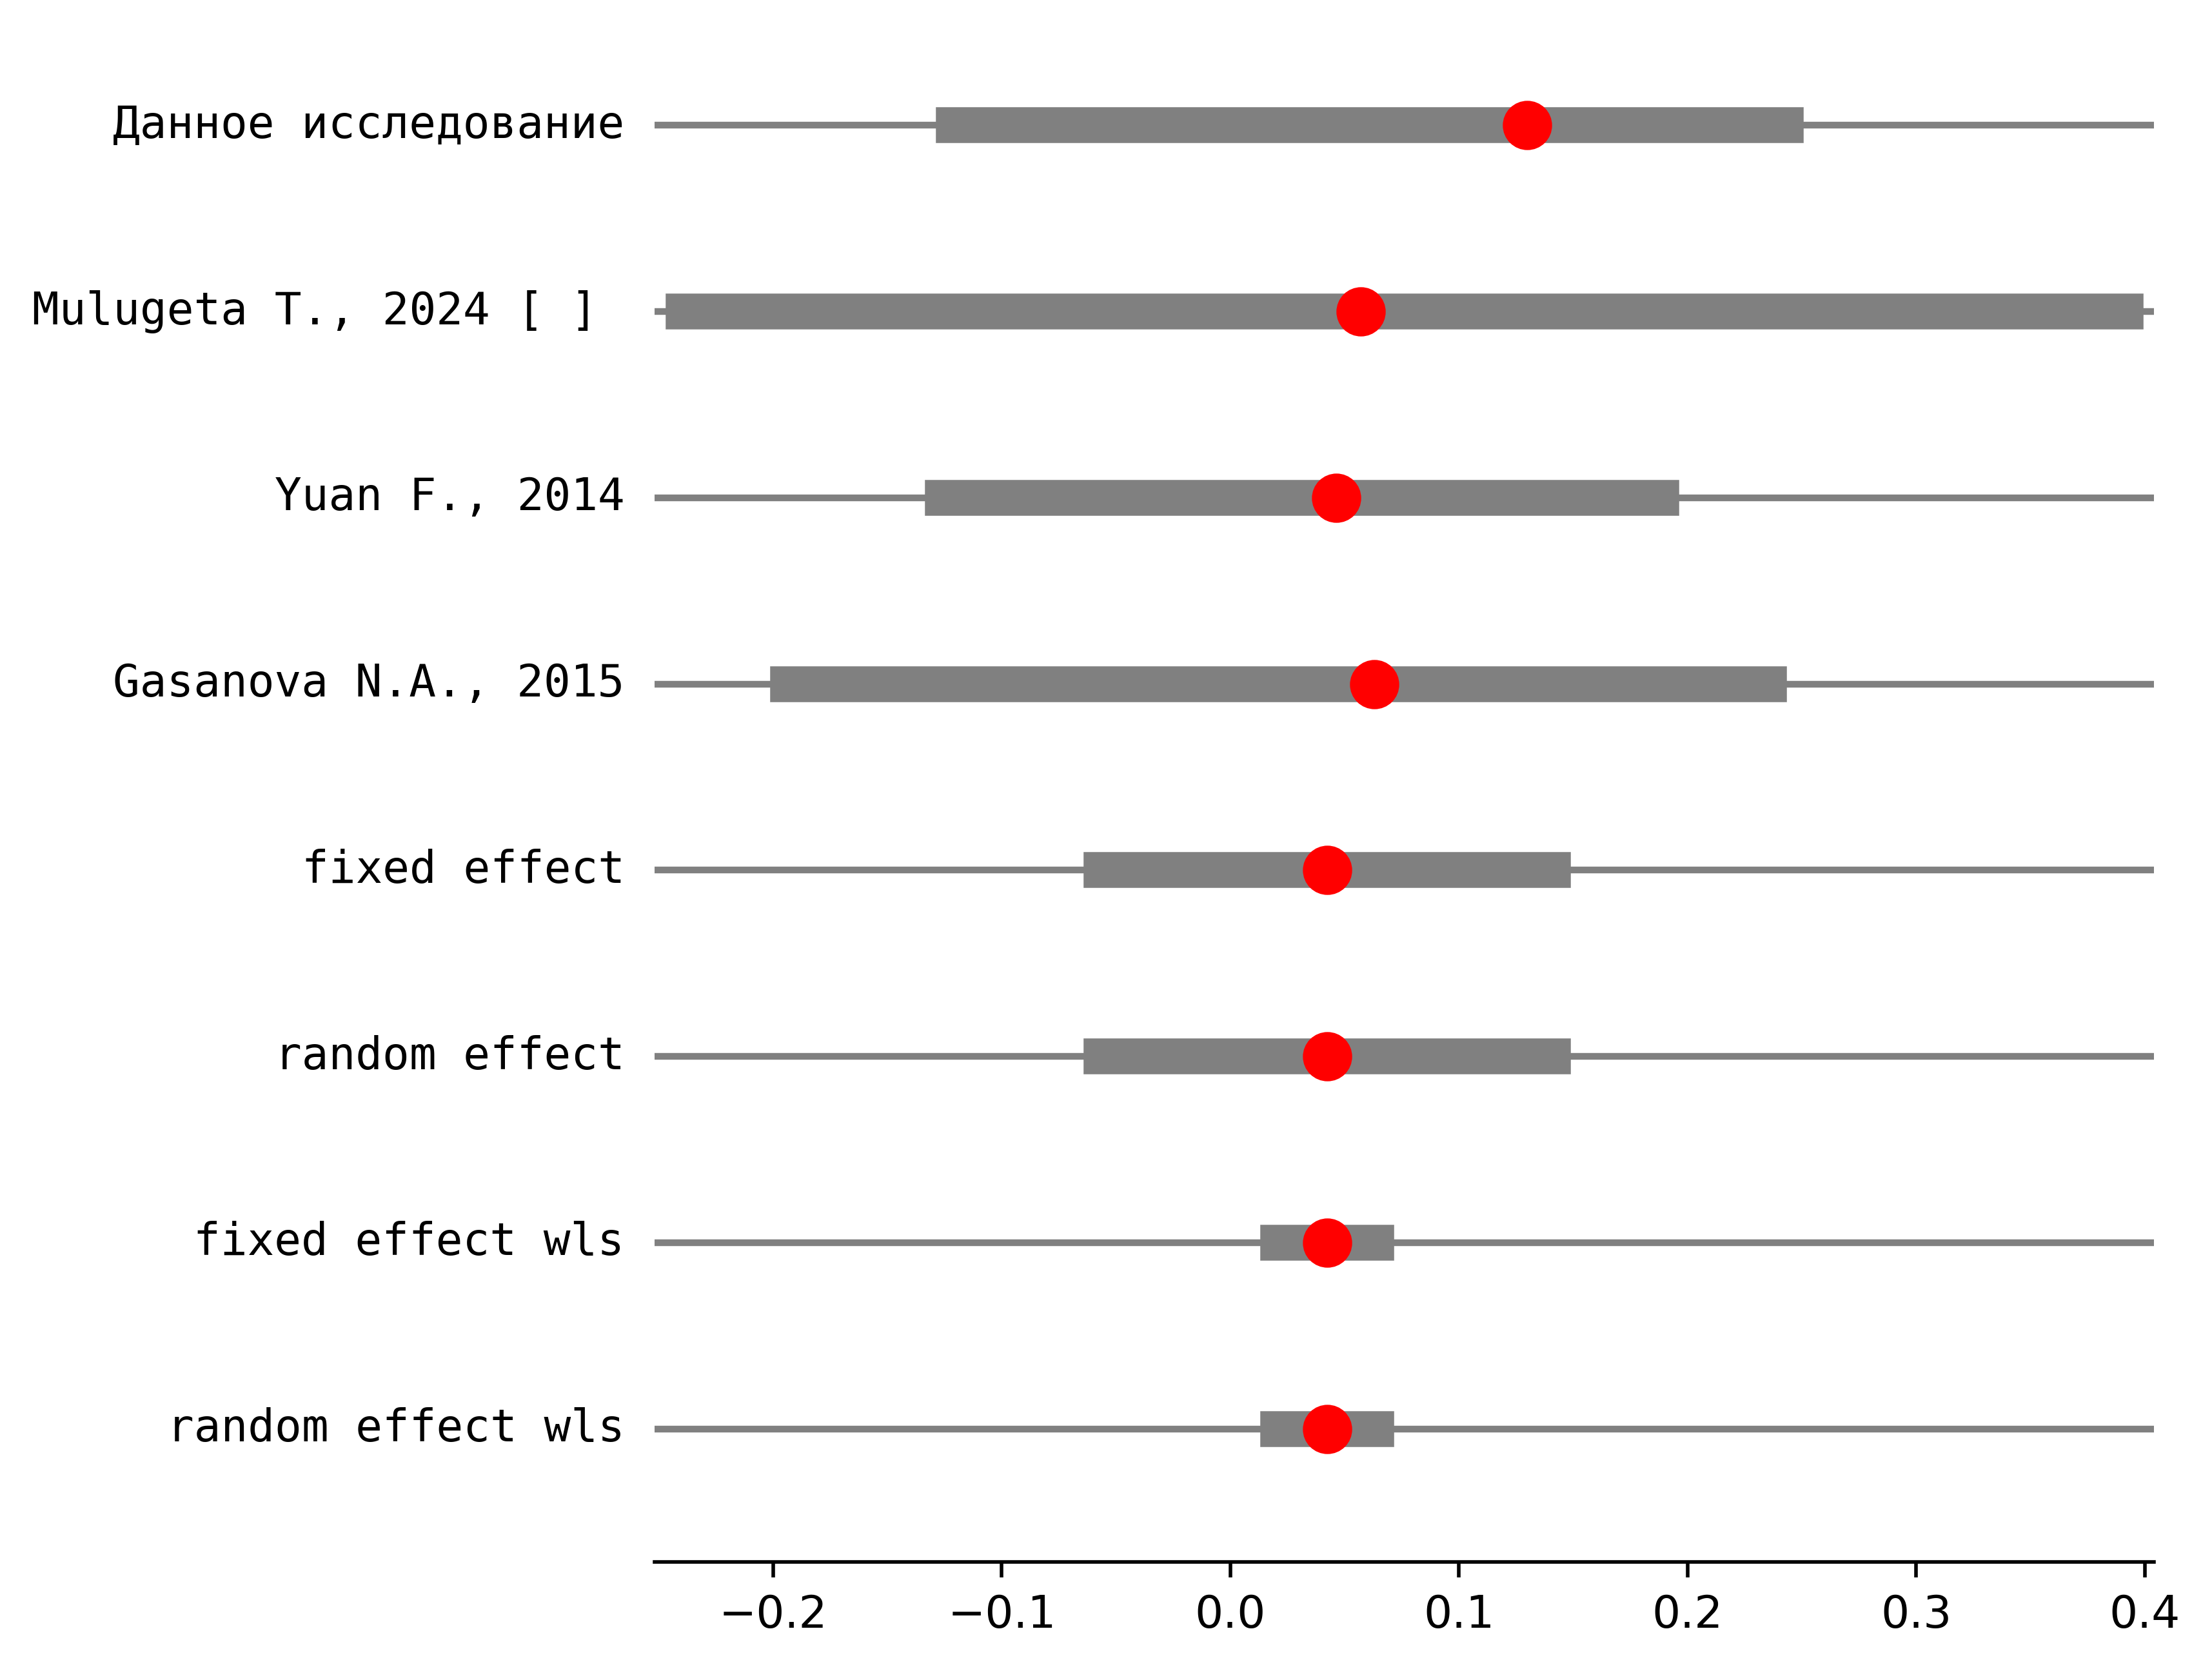 Данное исследование
Mulugeta T., 2024 [ ]
Yuan F., 2014
Gasanova N.A., 2015
fixed effect
random effect
fixed effect wls
random effect wls
−0.2 −0.1 0.0 0.1 0.2 0.3 0.4